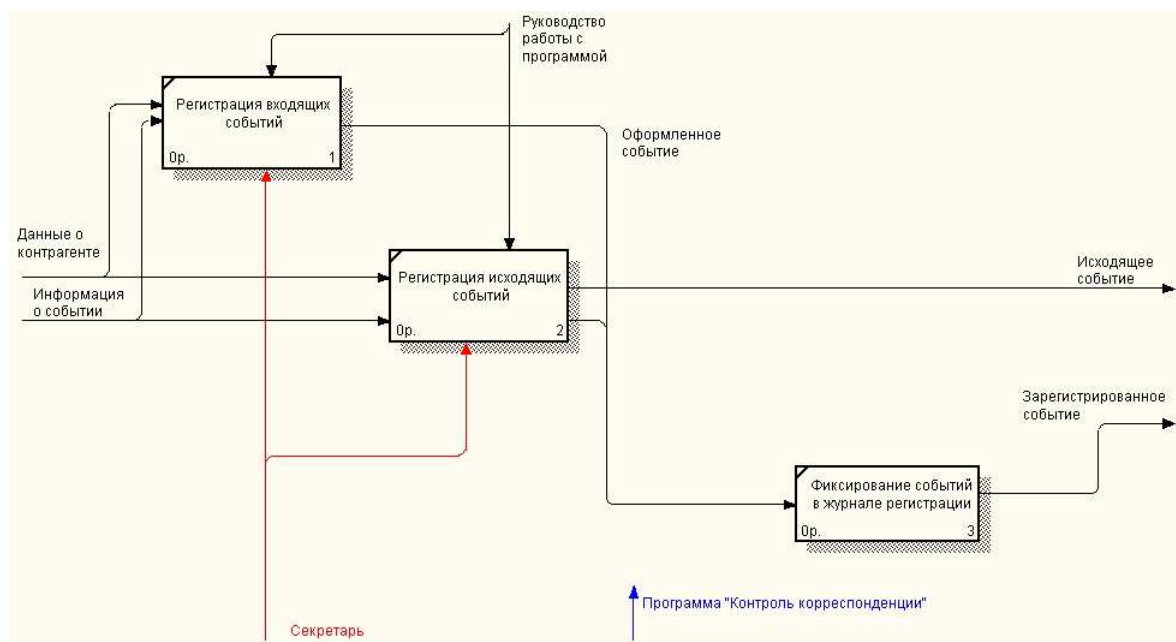 Руководство
работы с
программой
Регистрация входящих
событий
0р.
1
Оформленное
событие
Данные о
контрагенте
Информация
о событии
Регистрация исходящих
событий
0р.
2
Исходящее
событие
Зарегистрированное
событие
Фиксирование событий
в журнале регистрации
0р.
3
Программа "Контроль корреспонденции"
Секретарь